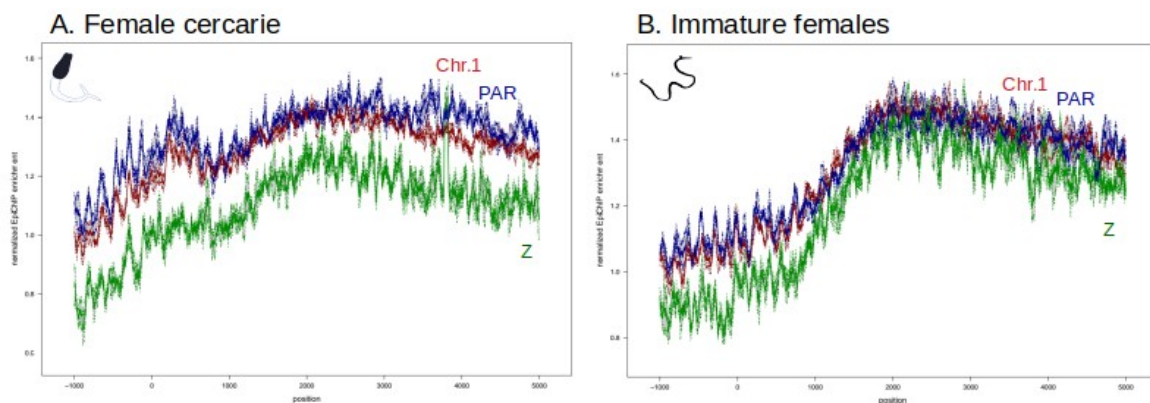 A. Female cercarie
B. Immature females
Chr.1
PAR
Z
1.6
1.4
1.2
1.0
0.8
0.6
-1000
0
1000
2000
3000
4000
5000
position
normalized EpiChIP enrichment
Chr.1
PAR
Z
1.6
1.4
1.2
1.0
0.8
-1000
0
1000
2000
3000
4000
5000
position
normalized EpiChIP enrichment